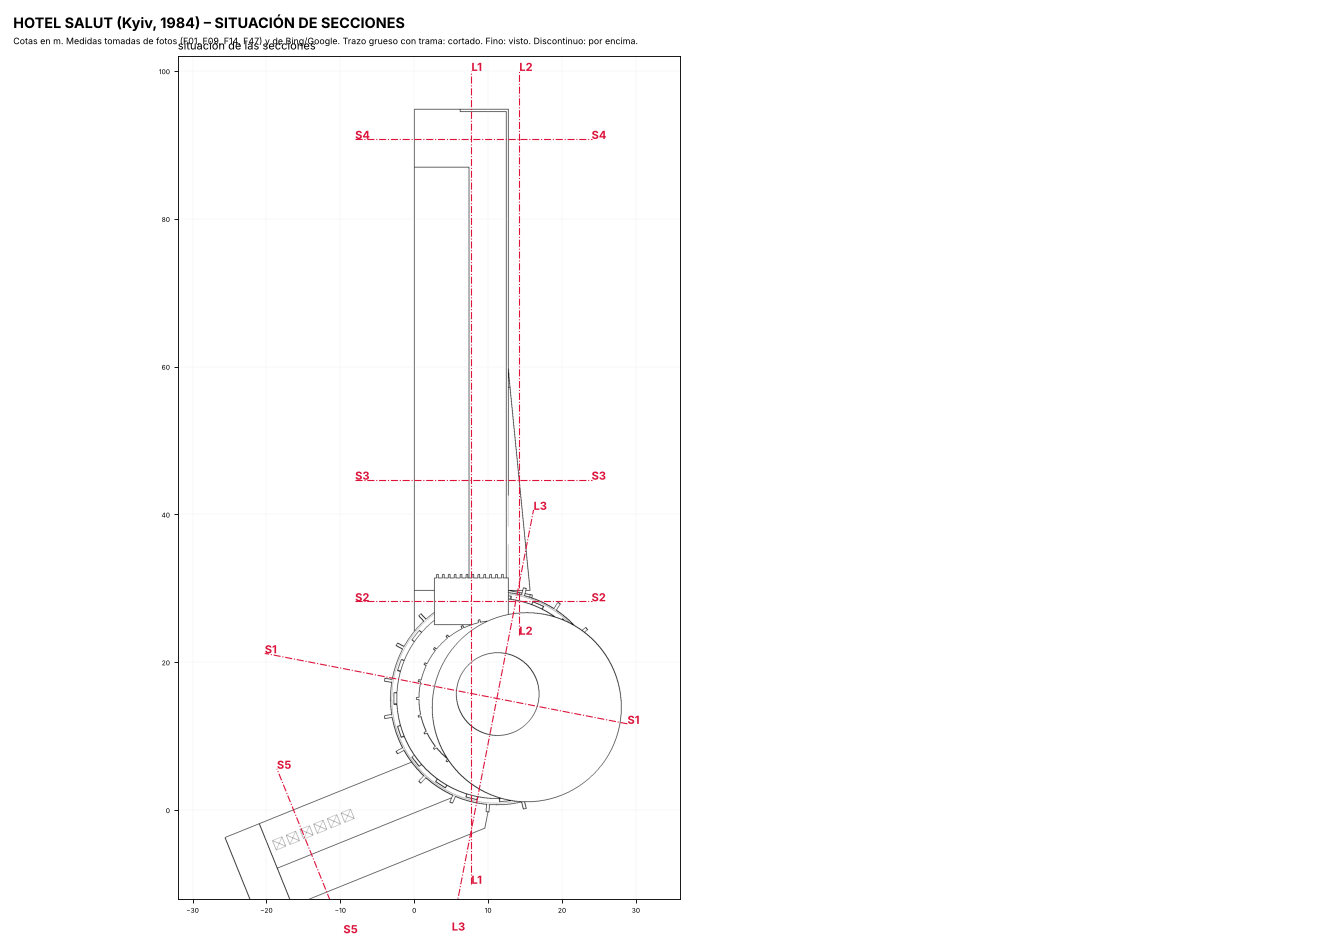 HOTEL SALUT (Kyiv, 1984) – SITUACIÓN DE SECCIONES
Cotas en m. Medidas tomadas de fotos (F01, F09, F14, F47) y de Bing/Google. Trazo grueso con trama: cortado. Fino: visto. Discontinuo: por encima.
situación de las secciones
L1 L2
100
S4 S4
80
60
S3 S3
L3
40
S2 S2
L2
S1
20
S1
S5
0
L1
−30 −20 −10 0 10 20 30
S5 L3